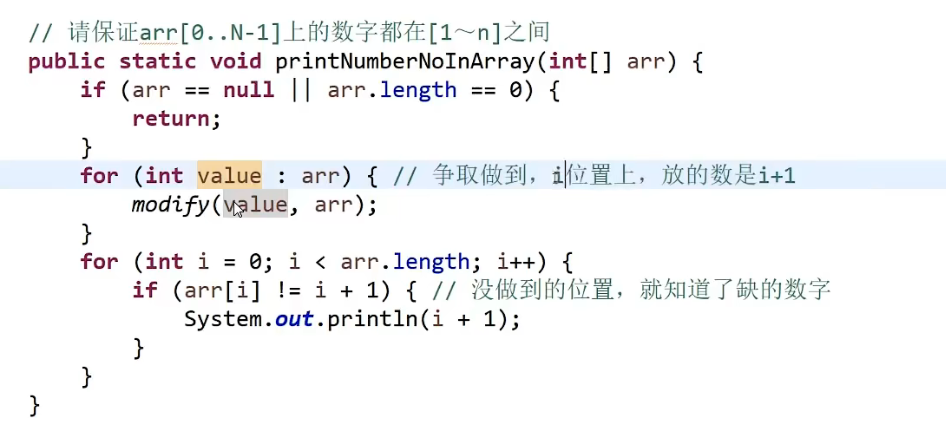 // 请保证arr[0..N-1]上的数字都在[1～n]之间
public static void printNumberNoInArray(int[] arr) {
    if (arr == null || arr.length == 0) {
        return;
    }
    for (int value : arr) { // 争取做到，i位置上，放的数是i+1
        modify(value, arr);
    }
    for (int i = 0; i < arr.length; i++) {
        if (arr[i] != i + 1) { // 没做到的位置，就知道了缺的数字
            System.out.println(i + 1);
        }
    }
}